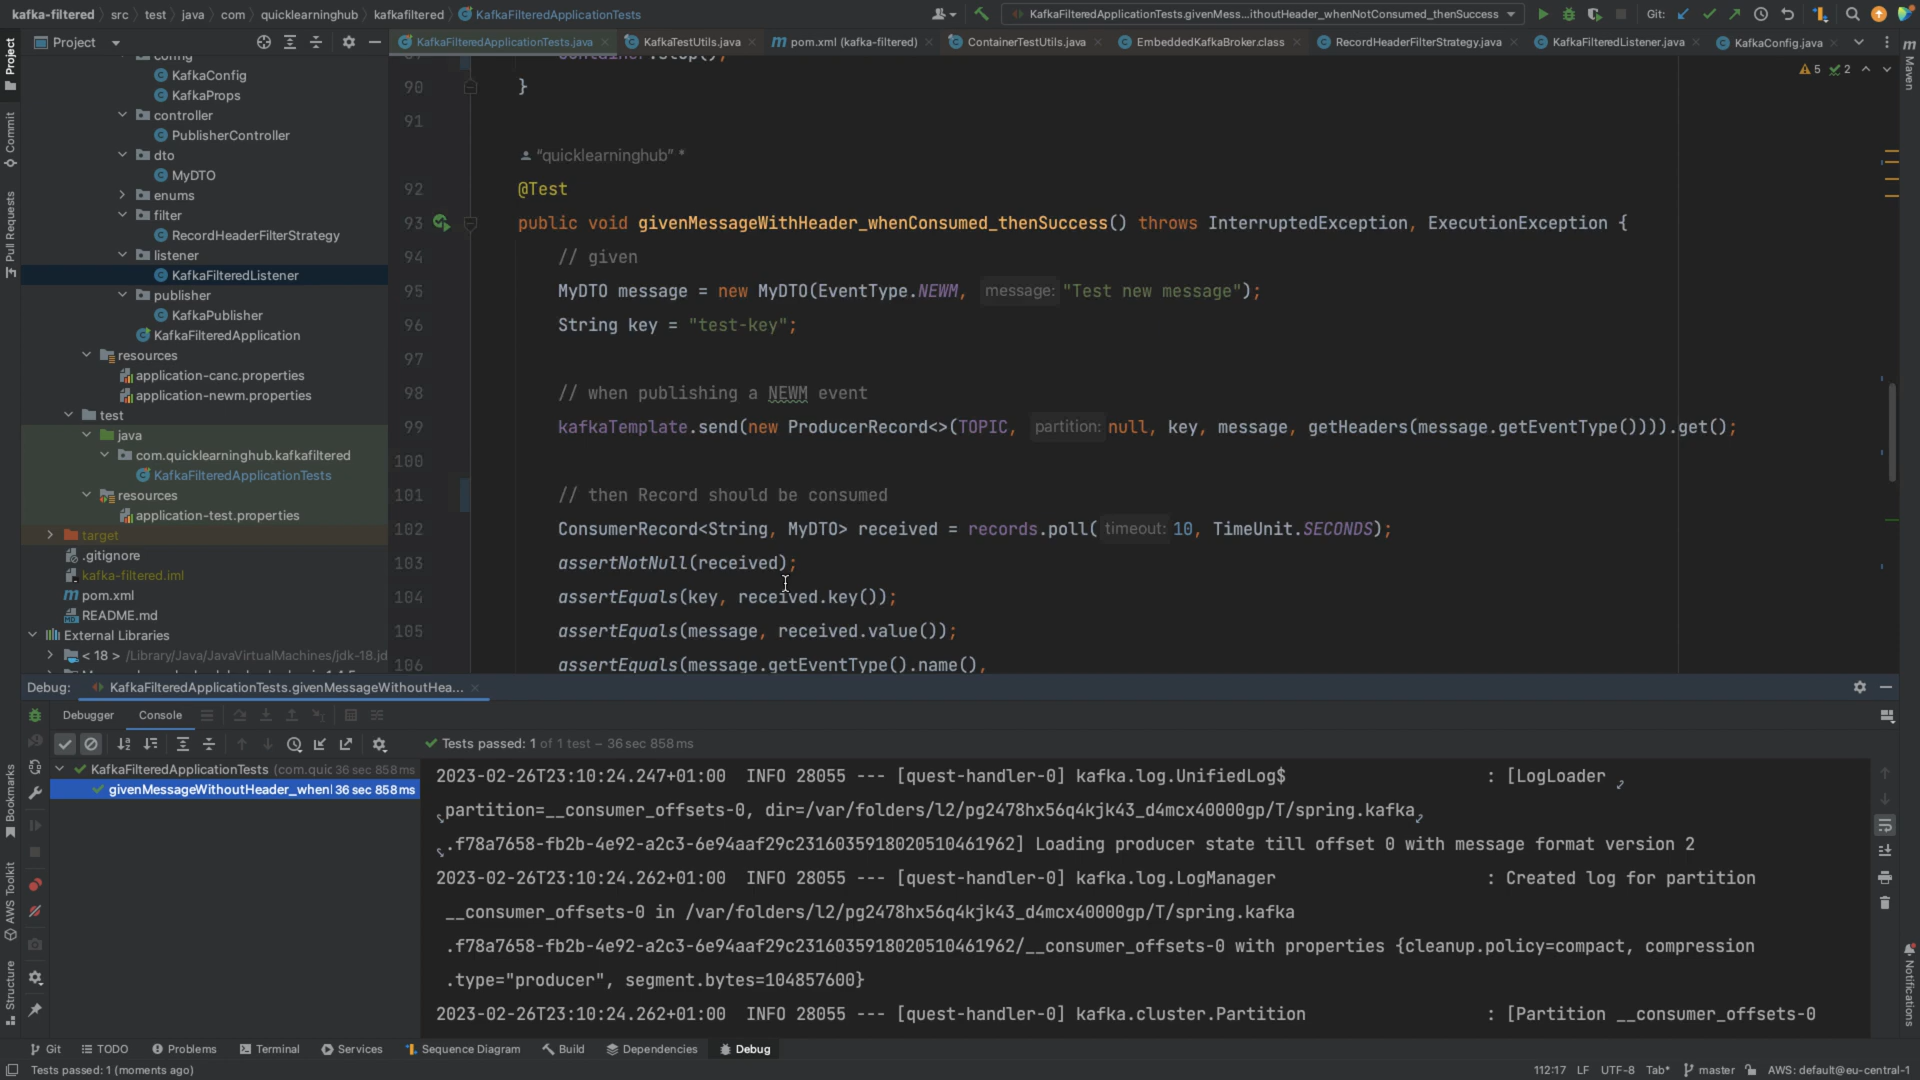 kafka-filtered > src > test > java > com > quicklearninghub > kafkafiltered > KafkaFilteredApplicationTests
KafkaFilteredApplicationTests.givenMess...ithoutHeader_whenNotConsumed_thenSuccess
Git:
Project
KafkaFilteredApplicationTests.java
KafkaTestUtils.java
pom.xml (kafka-filtered)
ContainerTestUtils.java
EmbeddedKafkaBroker.class
RecordHeaderFilterStrategy.java
KafkaFilteredListener.java
KafkaConfig.java
config
KafkaConfig
KafkaProps
controller
PublisherController
dto
MyDTO
enums
filter
RecordHeaderFilterStrategy
listener
KafkaFilteredListener
publisher
KafkaPublisher
KafkaFilteredApplication
resources
application-canc.properties
application-newm.properties
test
java
com.quicklearninghub.kafkafiltered
KafkaFilteredApplicationTests
resources
application-test.properties
target
.gitignore
kafka-filtered.iml
pom.xml
README.md
External Libraries
< 18 > /Library/Java/JavaVirtualMachines/jdk-18.jd
5 2
90 }
91
"quicklearninghub" *
92 @Test
93 public void givenMessageWithHeader_whenConsumed_thenSuccess() throws InterruptedException, ExecutionException {
94 // given
95 MyDTO message = new MyDTO(EventType.NEWM, message: "Test new message");
96 String key = "test-key";
97
98 // when publishing a NEWM event
99 kafkaTemplate.send(new ProducerRecord<>(TOPIC, partition: null, key, message, getHeaders(message.getEventType()))).get();
100
101 // then Record should be consumed
102 ConsumerRecord<String, MyDTO> received = records.poll( timeout: 10, TimeUnit.SECONDS);
103 assertNotNull(received);
104 assertEquals(key, received.key());
105 assertEquals(message, received.value());
106 assertEquals(message.getEventType().name(),
Project
Commit
Pull Requests
Bookmarks
AWS Toolkit
Structure
Maven
Notifications
Debug: KafkaFilteredApplicationTests.givenMessageWithoutHea...
Debugger Console
Tests passed: 1 of 1 test – 36 sec 858 ms
KafkaFilteredApplicationTests (com.quic 36 sec 858 ms
givenMessageWithoutHeader_whenI 36 sec 858 ms
2023-02-26T23:10:24.247+01:00 INFO 28055 --- [quest-handler-0] kafka.log.UnifiedLog$ : [LogLoader
partition=__consumer_offsets-0, dir=/var/folders/l2/pg2478hx56q4kjk43_d4mcx40000gp/T/spring.kafka
.f78a7658-fb2b-4e92-a2c3-6e94aaf29c2316035918020510461962] Loading producer state till offset 0 with message format version 2
2023-02-26T23:10:24.262+01:00 INFO 28055 --- [quest-handler-0] kafka.log.LogManager : Created log for partition
__consumer_offsets-0 in /var/folders/l2/pg2478hx56q4kjk43_d4mcx40000gp/T/spring.kafka
.f78a7658-fb2b-4e92-a2c3-6e94aaf29c2316035918020510461962/__consumer_offsets-0 with properties {cleanup.policy=compact, compression
.type="producer", segment.bytes=104857600}
2023-02-26T23:10:24.262+01:00 INFO 28055 --- [quest-handler-0] kafka.cluster.Partition : [Partition __consumer_offsets-0
Git TODO Problems Terminal Services Sequence Diagram Build Dependencies Debug
Tests passed: 1 (moments ago)
112:17 LF UTF-8 Tab* master AWS: default@eu-central-1